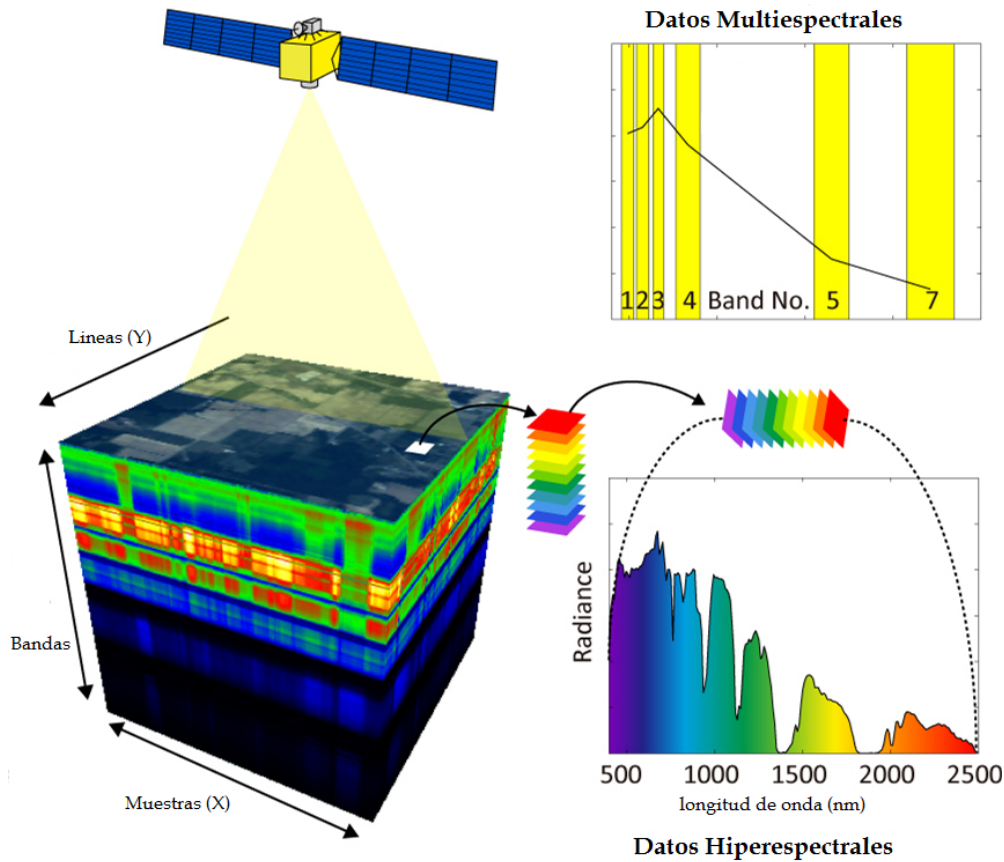 Datos Multiespectrales
1 2 3 4 Band No. 5 7
Lineas (Y)
Bandas
Muestras (X)
Radiance
500 1000 1500 2000 2500
longitud de onda (nm)
Datos Hiperespectrales